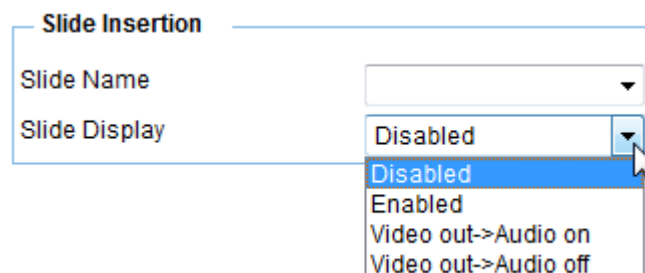 Slide Insertion
Slide Name
Slide Display Disabled
Disabled
Enabled
Video out->Audio on
Video out->Audio off